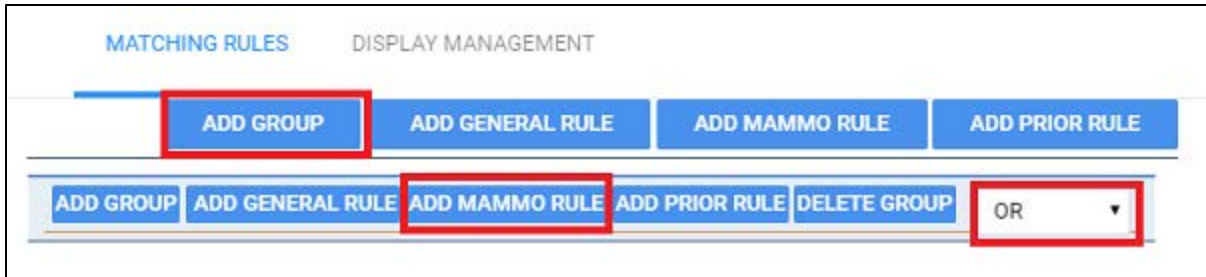 MATCHING RULES DISPLAY MANAGEMENT
ADD GROUP ADD GENERAL RULE ADD MAMMO RULE ADD PRIOR RULE
ADD GROUP ADD GENERAL RULE ADD MAMMO RULE ADD PRIOR RULE DELETE GROUP OR